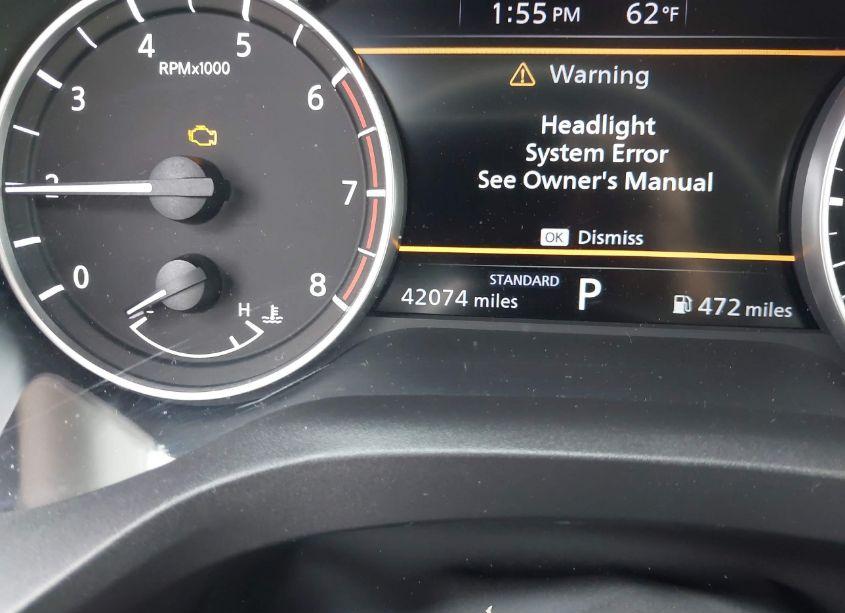 1:55 PM 62°F
4 5
RPMx1000
3 6
2 7
0 8
H
Warning
Headlight
System Error
See Owner's Manual
OK Dismiss
STANDARD
42074 miles P 472 miles